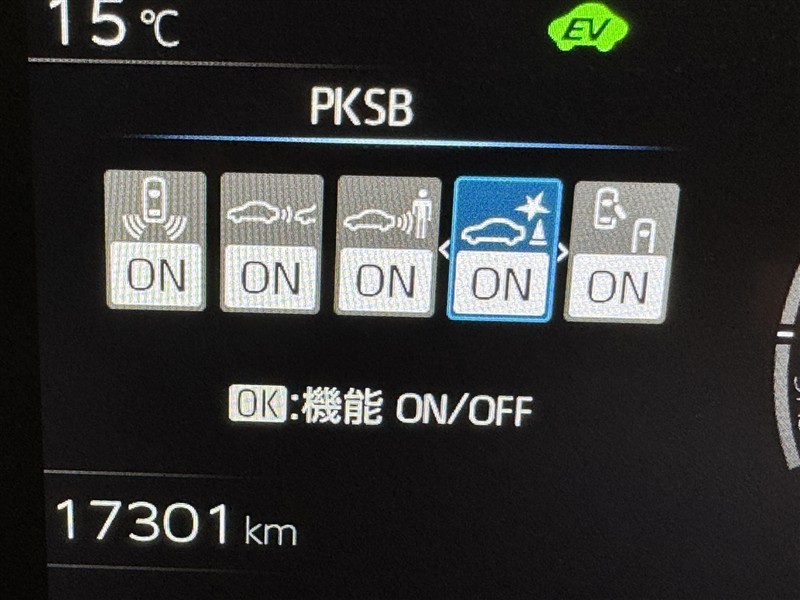 15℃
EV
PKSB
ON ON ON ON ON
OK:機能 ON/OFF
17301 km